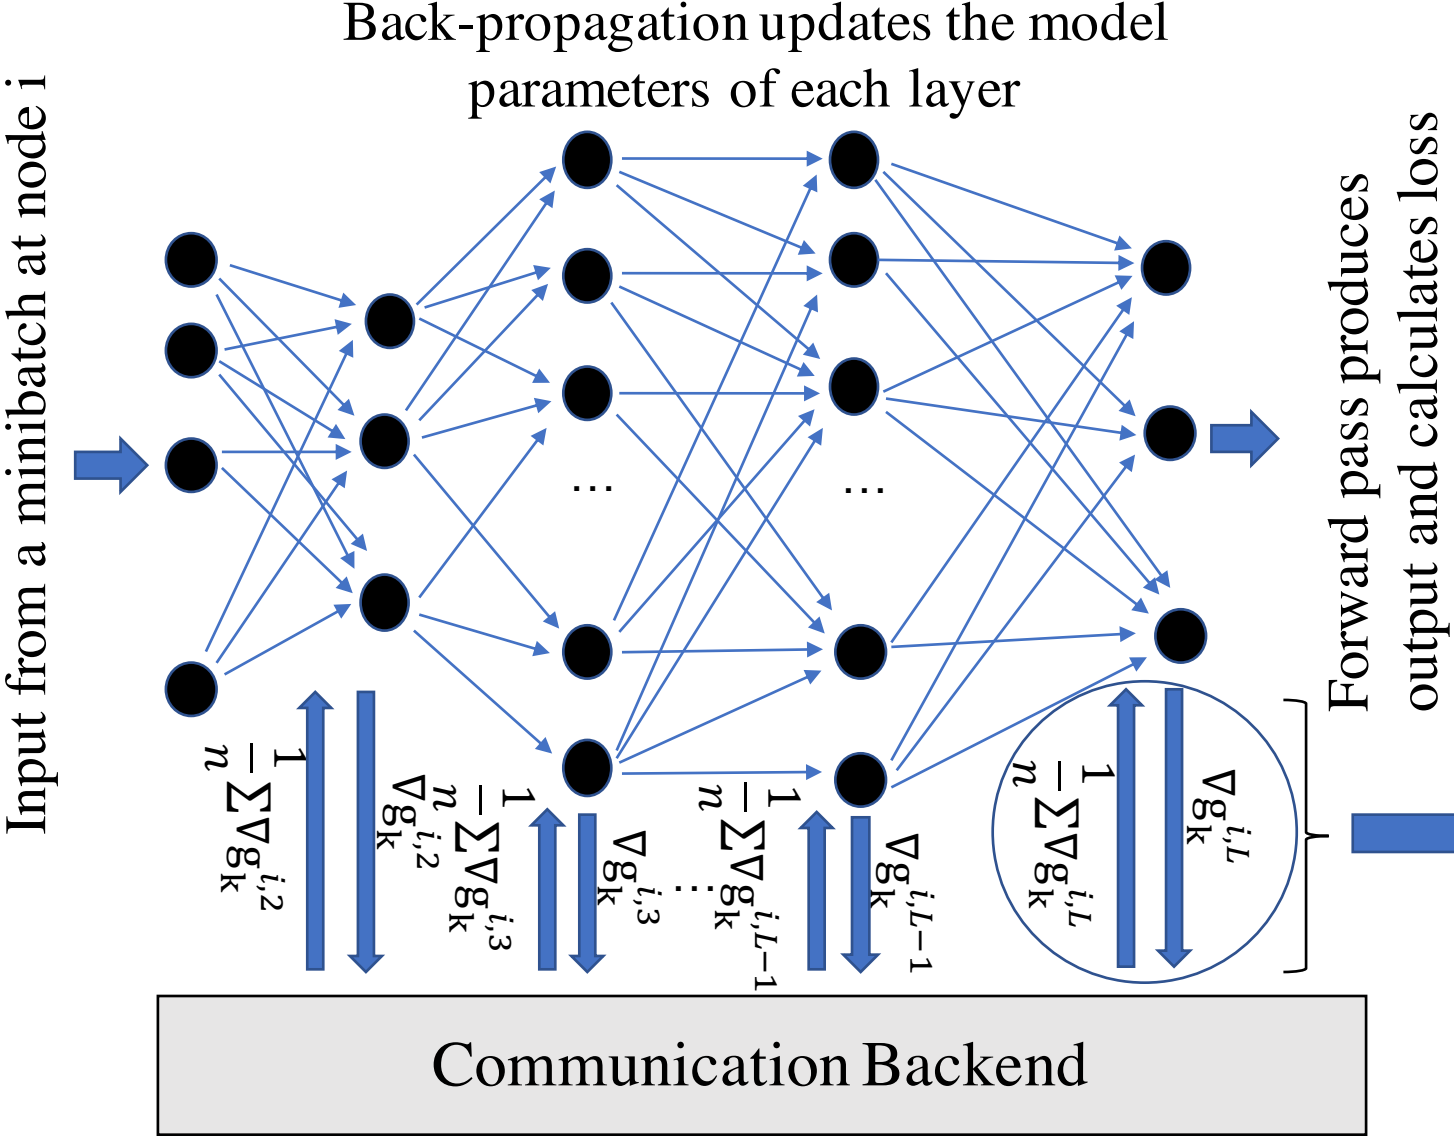 Back-propagation updates the model
parameters of each layer
Input from a minibatch at node i
Forward pass produces
output and calculates loss
...
...
1/n ∑∇g_k^{i,2}
∇g_k^{i,2}
1/n ∑∇g_k^{i,3}
∇g_k^{i,3}
...
1/n ∑∇g_k^{i,L−1}
∇g_k^{i,L−1}
1/n ∑∇g_k^{i,L}
∇g_k^{i,L}
Communication Backend